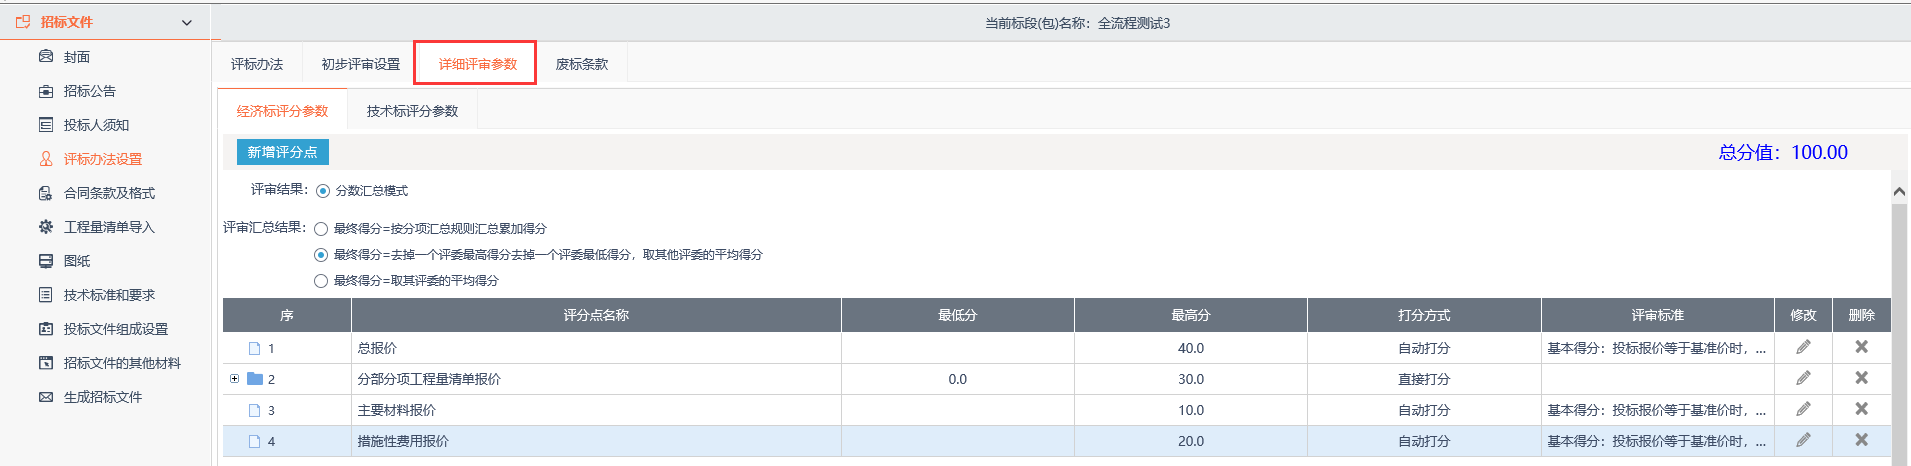 招标文件
当前标段(包)名称：全流程测试3
封面
招标公告
投标人须知
评标办法设置
合同条款及格式
工程量清单导入
图纸
技术标准和要求
投标文件组成设置
招标文件的其他材料
生成招标文件
评标办法 初步评审设置 详细评审参数 废标条款
经济标评分参数 技术标评分参数
新增评分点 总分值：100.00
评审结果： 分数汇总模式
评审汇总结果： 最终得分=按分项汇总规则汇总累加得分
最终得分=去掉一个评委最高得分去掉一个评委最低得分，取其他评委的平均得分
最终得分=取其评委的平均得分
序 评分点名称 最低分 最高分 打分方式 评审标准 修改 删除
1 总报价 40.0 自动打分 基本得分：投标报价等于基准价时，...
2 分部分项工程量清单报价 0.0 30.0 直接打分
3 主要材料报价 10.0 自动打分 基本得分：投标报价等于基准价时，...
4 措施性费用报价 20.0 自动打分 基本得分：投标报价等于基准价时，...